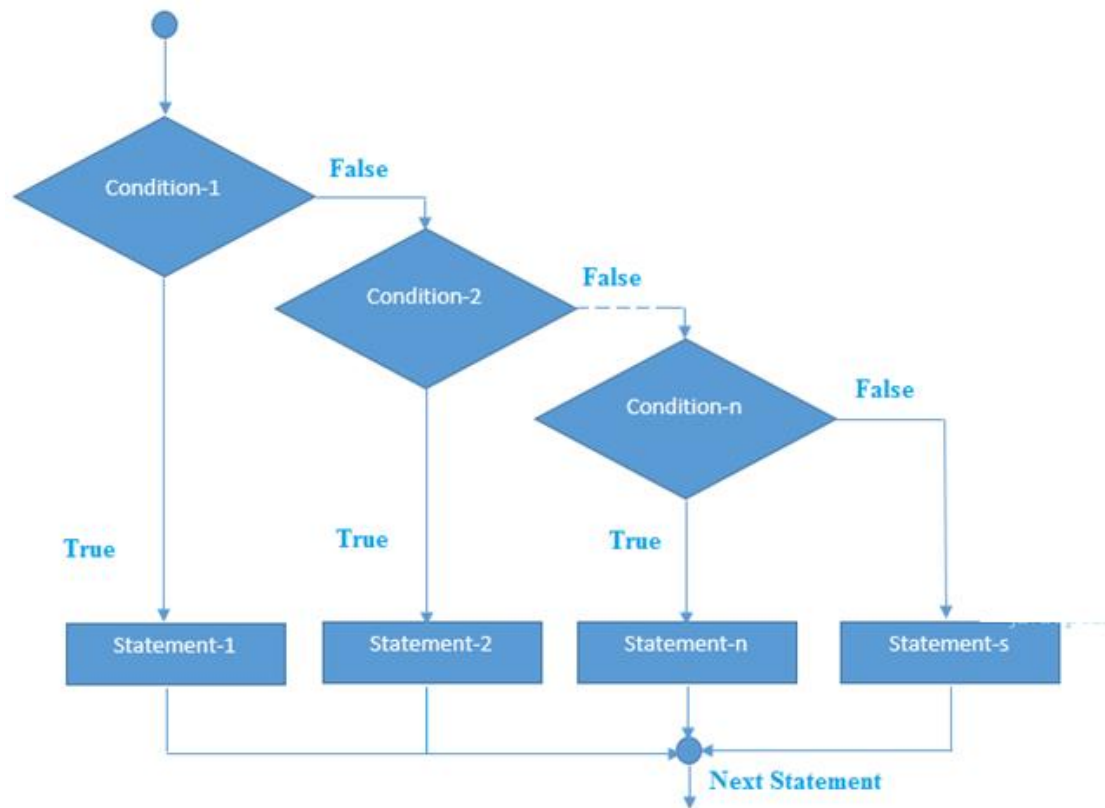 Condition-1
False
Condition-2
False
Condition-n
False
True
True
True
Statement-1
Statement-2
Statement-n
Statement-s
Next Statement